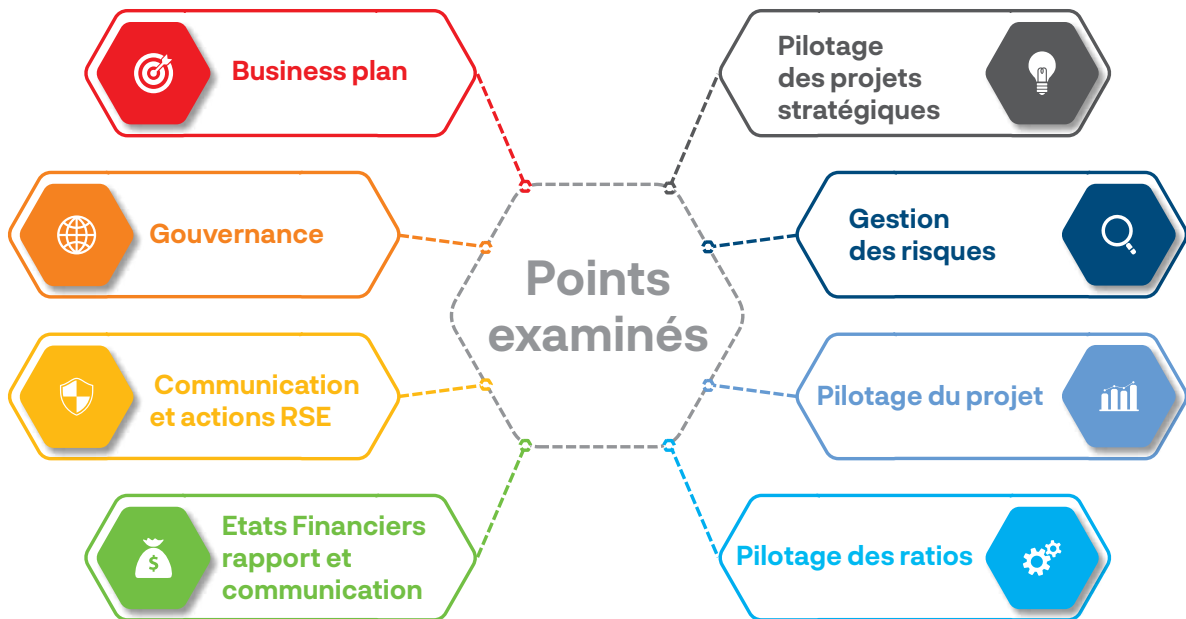 Business plan
Gouvernance
Communication
et actions RSE
Etats Financiers
rapport et
communication
Points
examinés
Pilotage
des projets
stratégiques
Gestion
des risques
Pilotage du projet
Pilotage des ratios
$